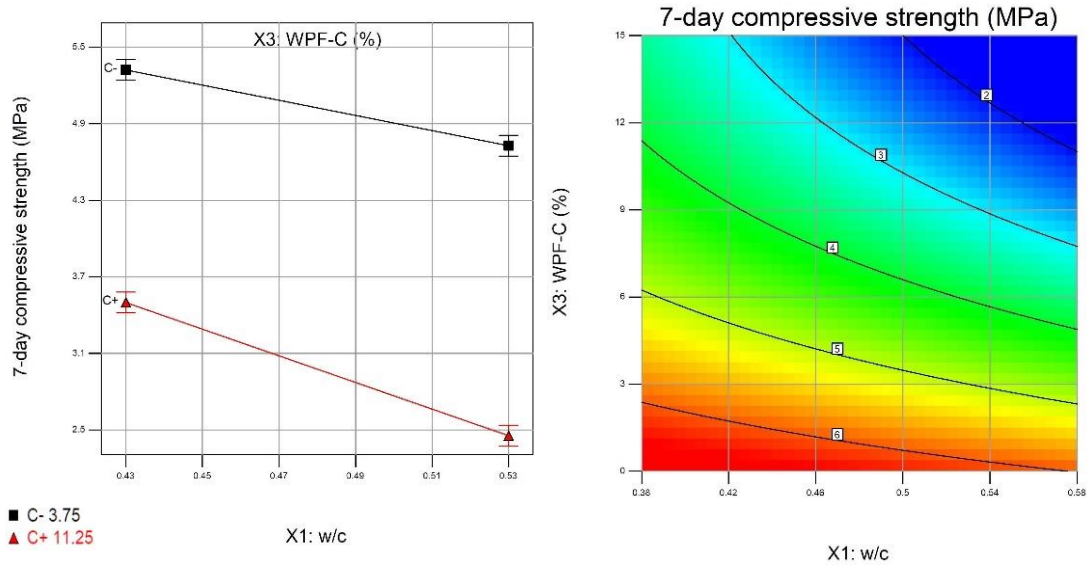 X3: WPF-C (%)
7-day compressive strength (MPa)
5.5
4.9
4.3
3.7
3.1
2.5
C-
C+
0.43
0.45
0.47
0.49
0.51
0.53
X1: w/c
C- 3.75
C+ 11.25
7-day compressive strength (MPa)
X3: WPF-C (%)
15
12
9
6
3
0
2
3
4
5
6
0.38
0.42
0.46
0.5
0.54
0.58
X1: w/c